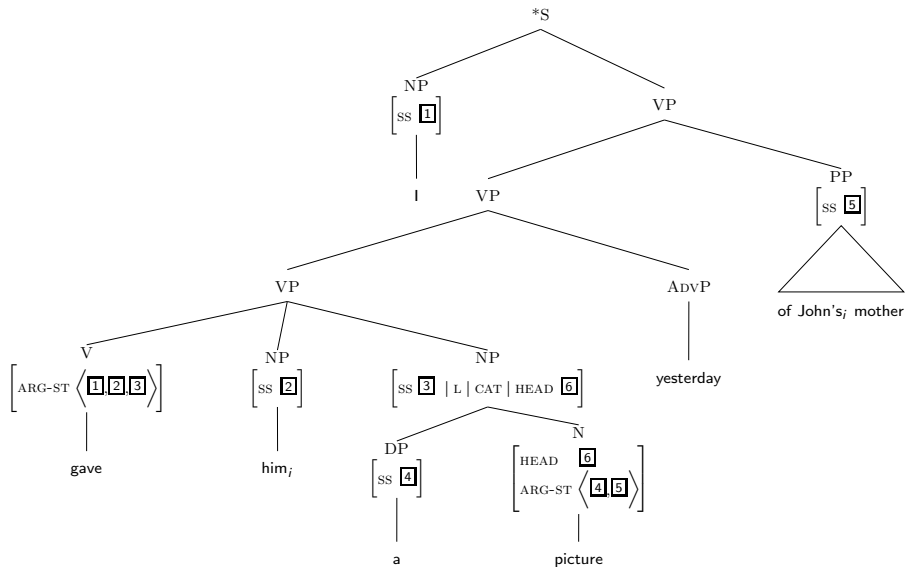 *S
NP
[SS 1]
VP
I
VP
PP
[SS 5]
of John's_i mother
VP
ADVP
yesterday
V
[ARG-ST ⟨1,2,3⟩]
gave
NP
[SS 2]
him_i
NP
[SS 3 | L | CAT | HEAD 6]
DP
[SS 4]
a
N
[HEAD 6
ARG-ST ⟨4,5⟩]
picture